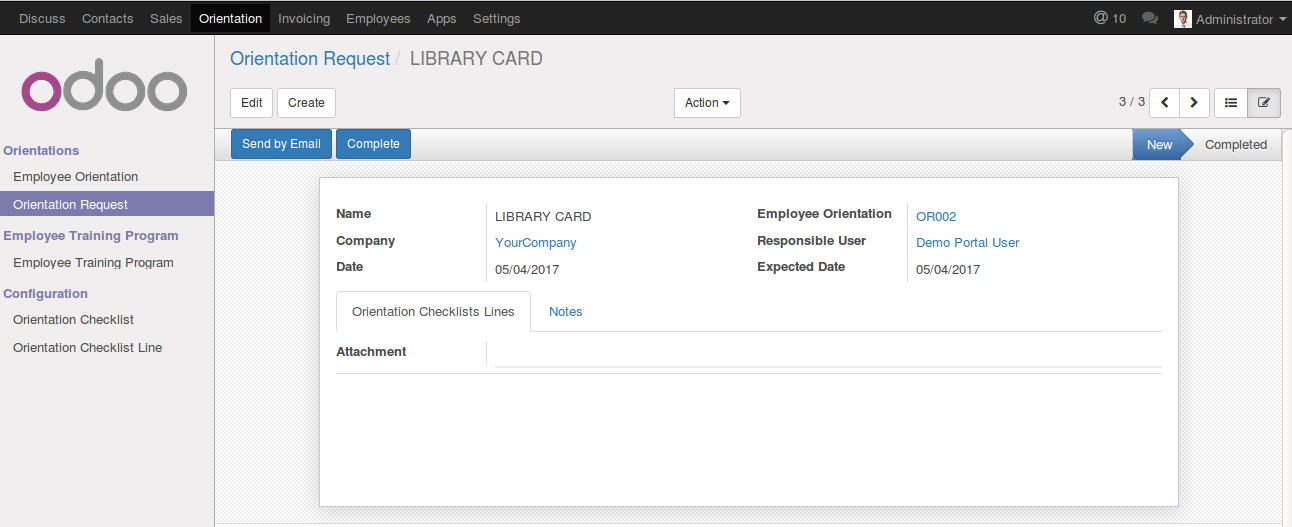 Discuss Contacts Sales Orientation Invoicing Employees Apps Settings @ 10 Administrator
odoo
Orientations
Employee Orientation
Orientation Request
Employee Training Program
Employee Training Program
Configuration
Orientation Checklist
Orientation Checklist Line
Orientation Request / LIBRARY CARD
Edit Create Action 3 / 3
Send by Email Complete New Completed
Name LIBRARY CARD Employee Orientation OR002
Company YourCompany Responsible User Demo Portal User
Date 05/04/2017 Expected Date 05/04/2017
Orientation Checklists Lines Notes
Attachment